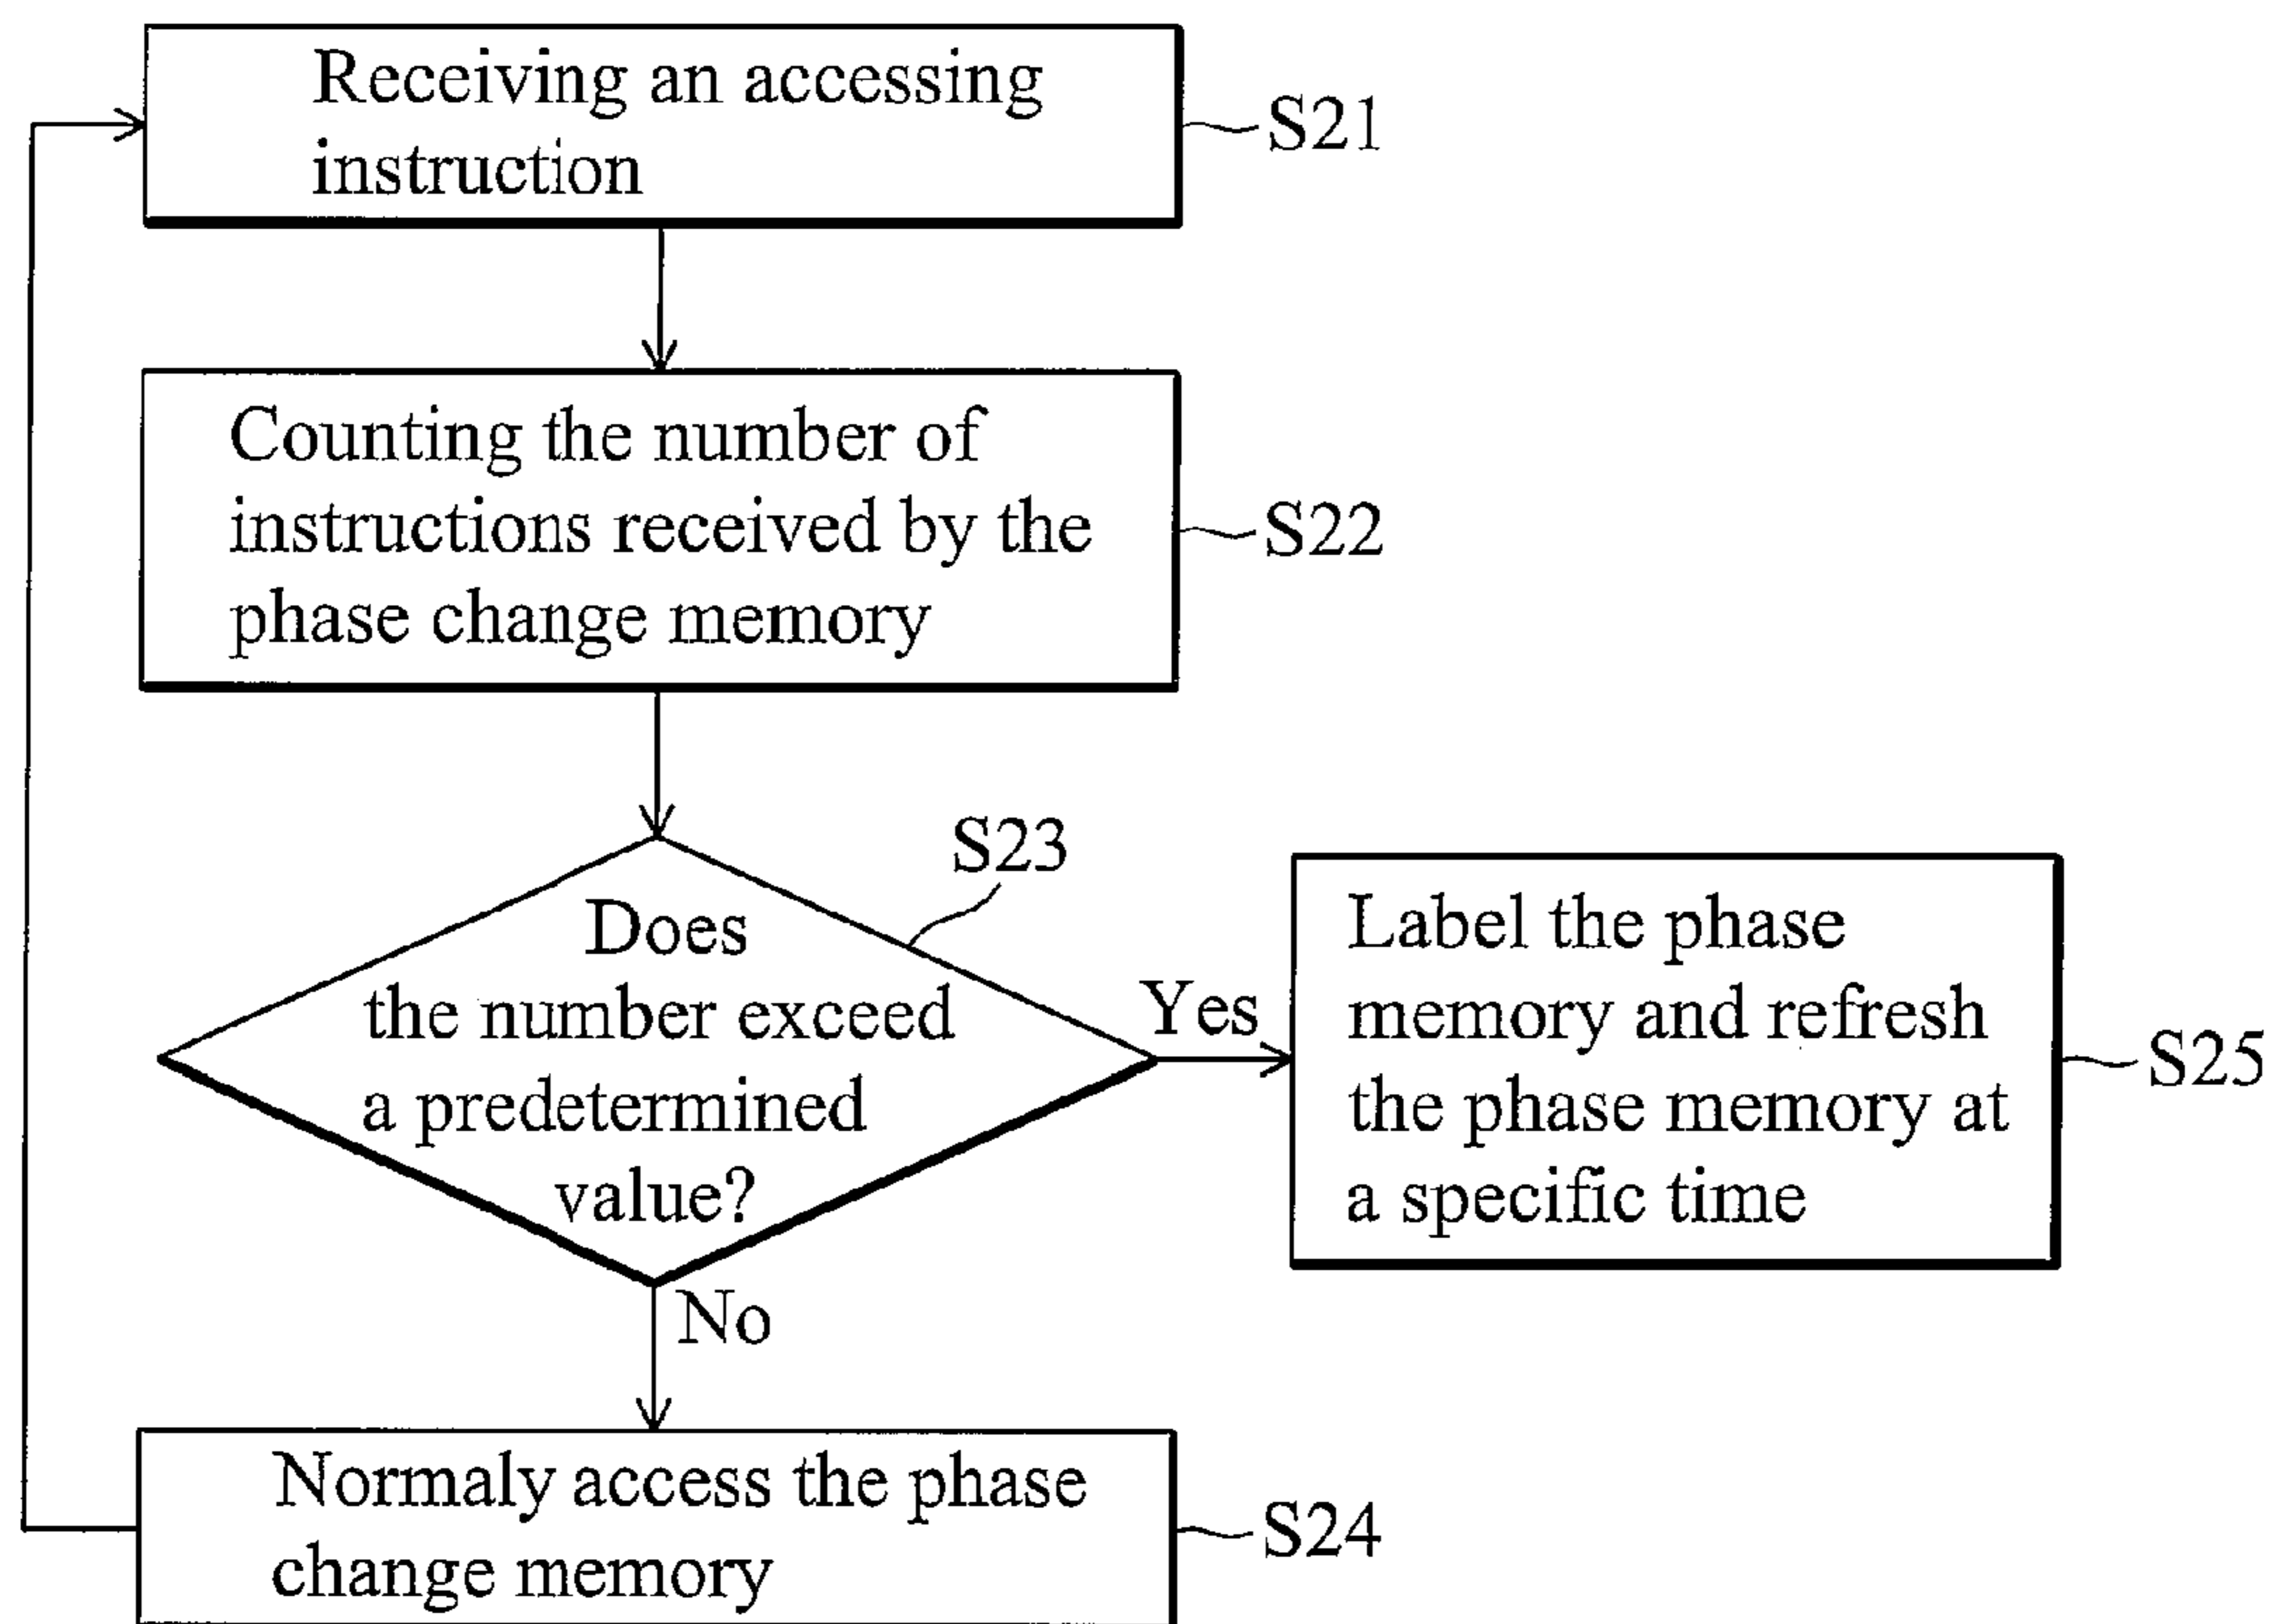 Receiving an accessing
instruction
S21
Counting the number of
instructions received by the
phase change memory
S22
S23
Does
the number exceed
a predetermined
value?
Yes
Label the phase
memory and refresh
the phase memory at
a specific time
S25
No
Normaly access the phase
change memory
S24